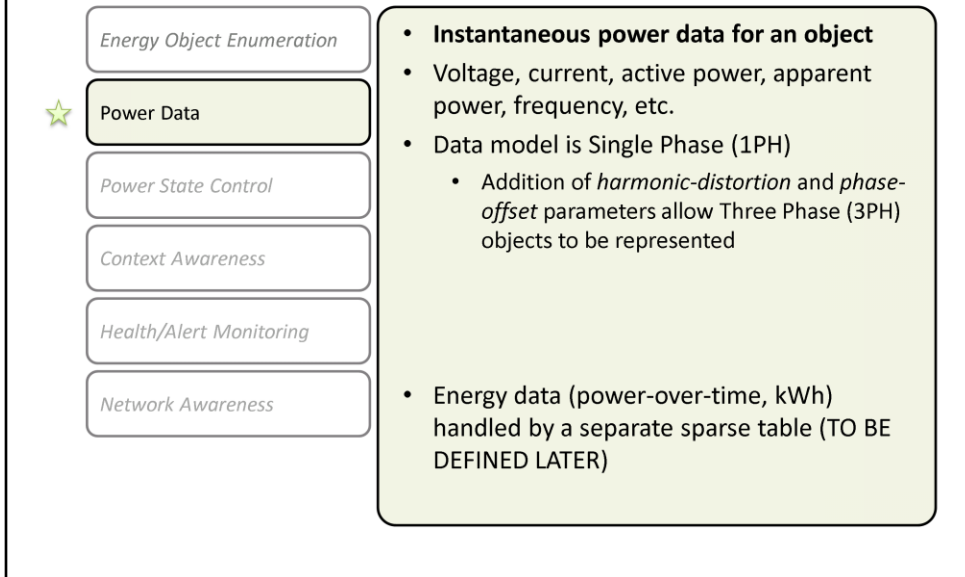 Energy Object Enumeration
Power Data
Power State Control
Context Awareness
Health/Alert Monitoring
Network Awareness
• Instantaneous power data for an object
• Voltage, current, active power, apparent
power, frequency, etc.
• Data model is Single Phase (1PH)
• Addition of harmonic-distortion and phase-
offset parameters allow Three Phase (3PH)
objects to be represented
• Energy data (power-over-time, kWh)
handled by a separate sparse table (TO BE
DEFINED LATER)